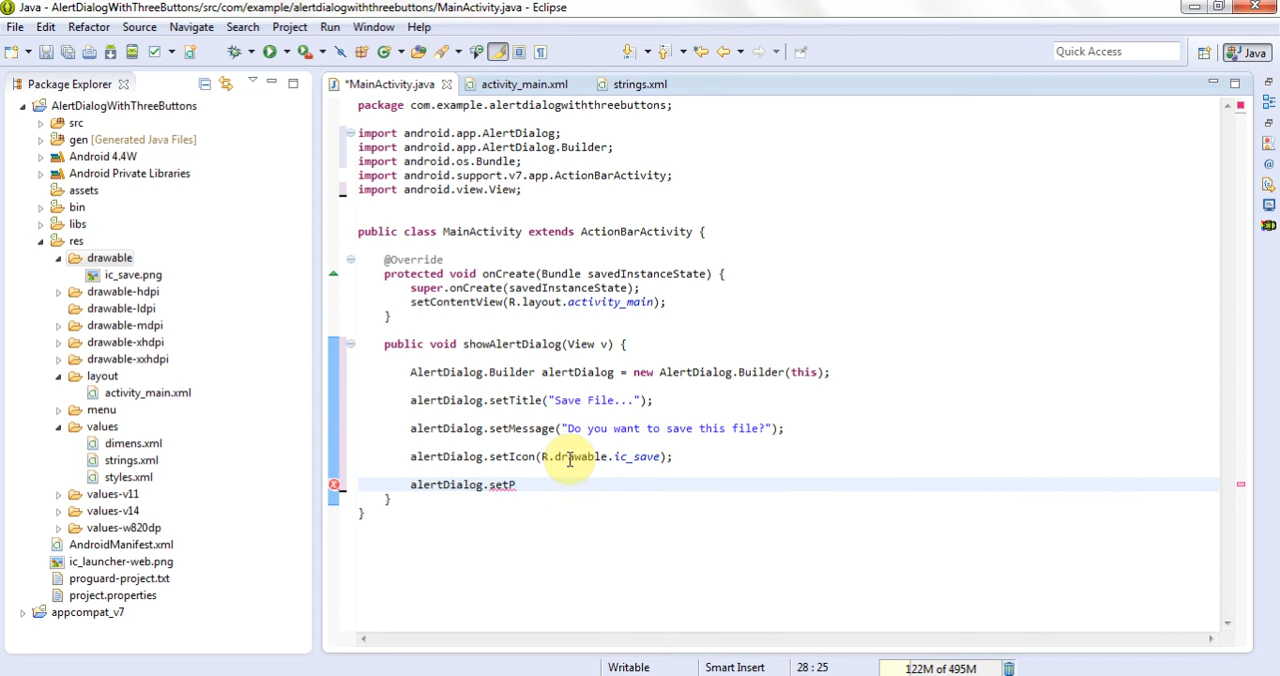 Java - AlertDialogWithThreeButtons/src/com/example/alertdialogwiththreebuttons/MainActivity.java - Eclipse
File Edit Refactor Source Navigate Search Project Run Window Help
Quick Access
Java
Package Explorer
*MainActivity.java
activity_main.xml
strings.xml
AlertDialogWithThreeButtons
src
gen [Generated Java Files]
Android 4.4W
Android Private Libraries
assets
bin
libs
res
drawable
ic_save.png
drawable-hdpi
drawable-ldpi
drawable-mdpi
drawable-xhdpi
drawable-xxhdpi
layout
activity_main.xml
menu
values
dimens.xml
strings.xml
styles.xml
values-v11
values-v14
values-w820dp
AndroidManifest.xml
ic_launcher-web.png
proguard-project.txt
project.properties
appcompat_v7
package com.example.alertdialogwiththreebuttons;
import android.app.AlertDialog;
import android.app.AlertDialog.Builder;
import android.os.Bundle;
import android.support.v7.app.ActionBarActivity;
import android.view.View;
public class MainActivity extends ActionBarActivity {
@Override
protected void onCreate(Bundle savedInstanceState) {
super.onCreate(savedInstanceState);
setContentView(R.layout.activity_main);
}
public void showAlertDialog(View v) {
AlertDialog.Builder alertDialog = new AlertDialog.Builder(this);
alertDialog.setTitle("Save File...");
alertDialog.setMessage("Do you want to save this file?");
alertDialog.setIcon(R.drawable.ic_save);
alertDialog.setP
}
}
Writable
Smart Insert
28 : 25
122M of 495M